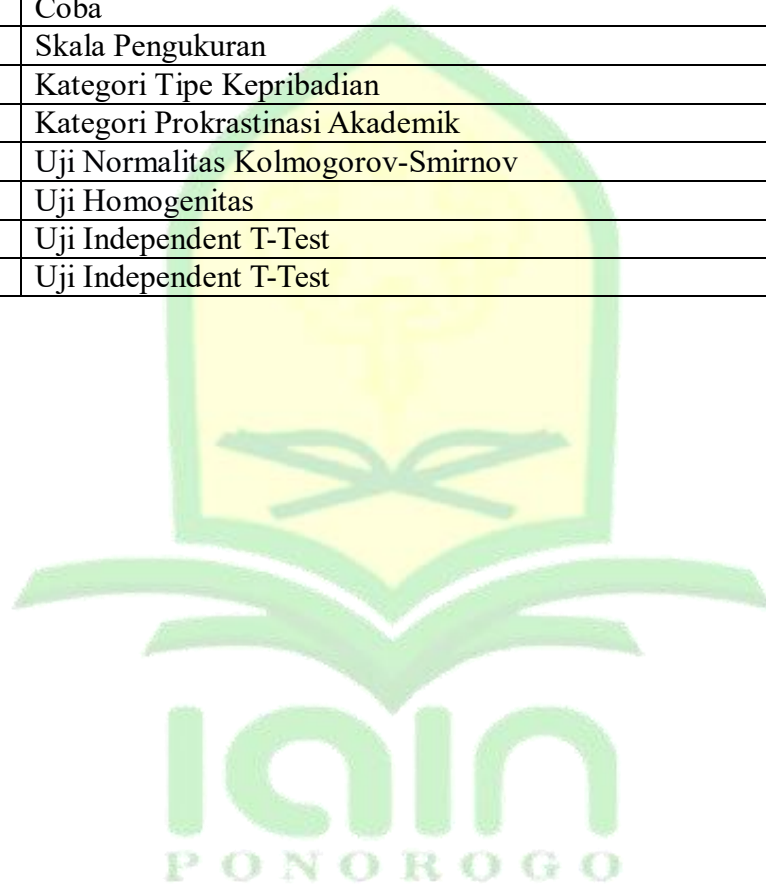 Coba
Skala Pengukuran
Kategori Tipe Kepribadian
Kategori Prokrastinasi Akademik
Uji Normalitas Kolmogorov-Smirnov
Uji Homogenitas
Uji Independent T-Test
Uji Independent T-Test
iain
PONOROGO